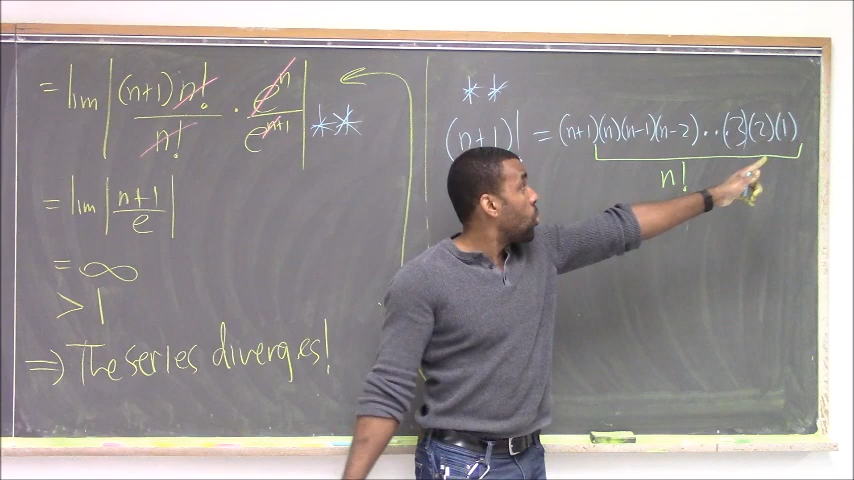 = lim | (n+1) n! / n! · e^n / e^{n+1} | **
= lim | n+1 / e |
= ∞
> 1
⇒ The series diverges!
**
(n+1)! = (n+1)(n)(n-1)(n-2)···(3)(2)(1)
n!